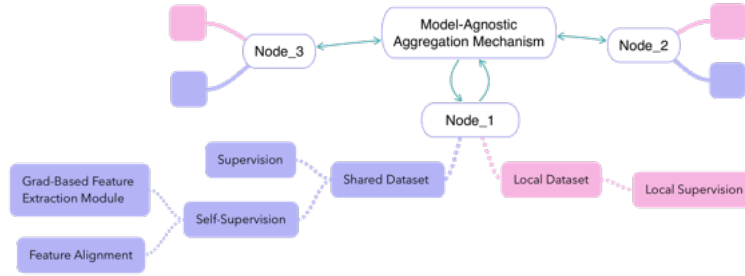 Model-Agnostic
Aggregation Mechanism
Node_3
Node_2
Node_1
Supervision
Shared Dataset
Local Dataset
Local Supervision
Grad-Based Feature
Extraction Module
Self-Supervision
Feature Alignment